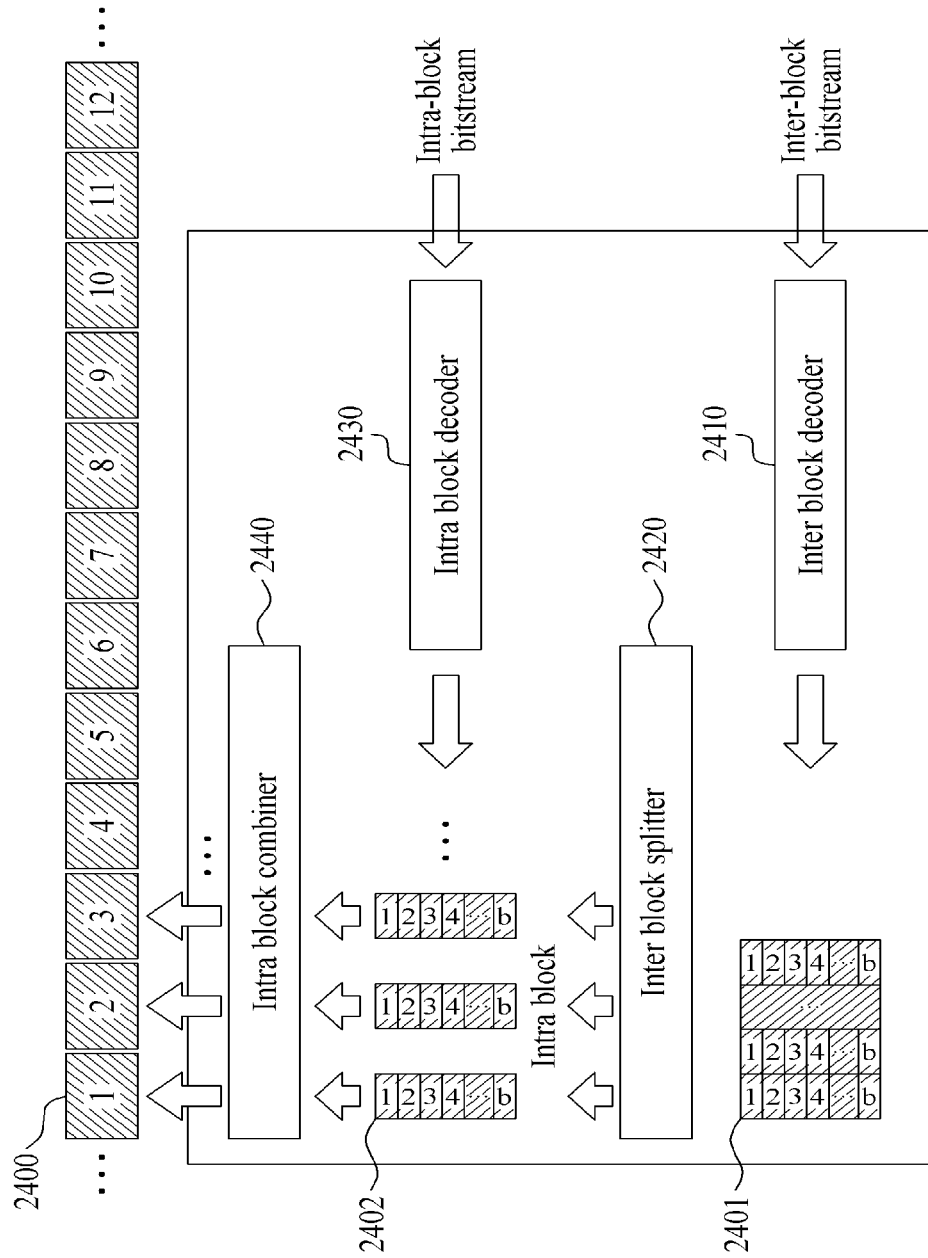 2400
... 1 2 3 4 5 6 7 8 9 10 11 12 ...
...
2440
Intra block combiner
2430
2402
1 1 1
2 2 2
3 3 3
4 4 4
... ... ...
b b b
...
Intra block decoder
Intra-block
bitstream
Intra block
2420
Inter block splitter
2410
2401
1 1 1
2 2 2
3 3 3
4 4 4
... ... ... ...
b b b
Inter block decoder
Inter-block
bitstream